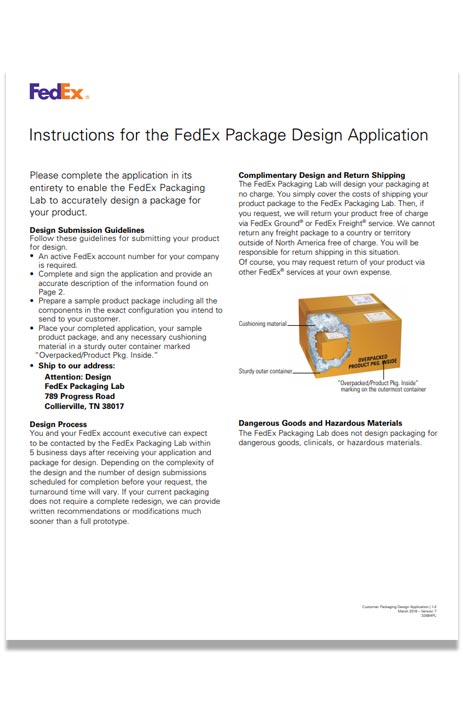 FedEx®
Instructions for the FedEx Package Design Application
Please complete the application in its
entirety to enable the FedEx Packaging
Lab to accurately design a package for
your product.
Design Submission Guidelines
Follow these guidelines for submitting your product
for design.
• An active FedEx account number for your company
is required.
• Complete and sign the application and provide an
accurate description of the information found on
Page 2.
• Prepare a sample product package including all the
components in the exact configuration you intend to
send to your customer.
• Place your completed application, your sample
product package, and any necessary cushioning
material in a sturdy outer container marked
"Overpacked/Product Pkg. Inside."
• Ship to our address:
Attention: Design
FedEx Packaging Lab
789 Progress Road
Collierville, TN 38017
Design Process
You and your FedEx account executive can expect
to be contacted by the FedEx Packaging Lab within
5 business days after receiving your application and
package for design. Depending on the complexity of
the design and the number of design submissions
scheduled for completion before your request, the
turnaround time will vary. If your current packaging
does not require a complete redesign, we can provide
written recommendations or modifications much
sooner than a full prototype.
Complimentary Design and Return Shipping
The FedEx Packaging Lab will design your packaging at
no charge. You simply cover the costs of shipping your
product package to the FedEx Packaging Lab. Then, if
you request, we will return your product free of charge
via FedEx Ground® or FedEx Freight® service. We cannot
return any freight package to a country or territory
outside of North America free of charge. You will be
responsible for return shipping in this situation.
Of course, you may request return of your product via
other FedEx® services at your own expense.
Cushioning material
OVERPACKED
PRODUCT PKG. INSIDE
Sturdy outer container
"Overpacked/Product Pkg. Inside"
marking on the outermost container
Dangerous Goods and Hazardous Materials
The FedEx Packaging Lab does not design packaging for
dangerous goods, clinicals, or hazardous materials.
Customer Packaging Design Application | 1-2